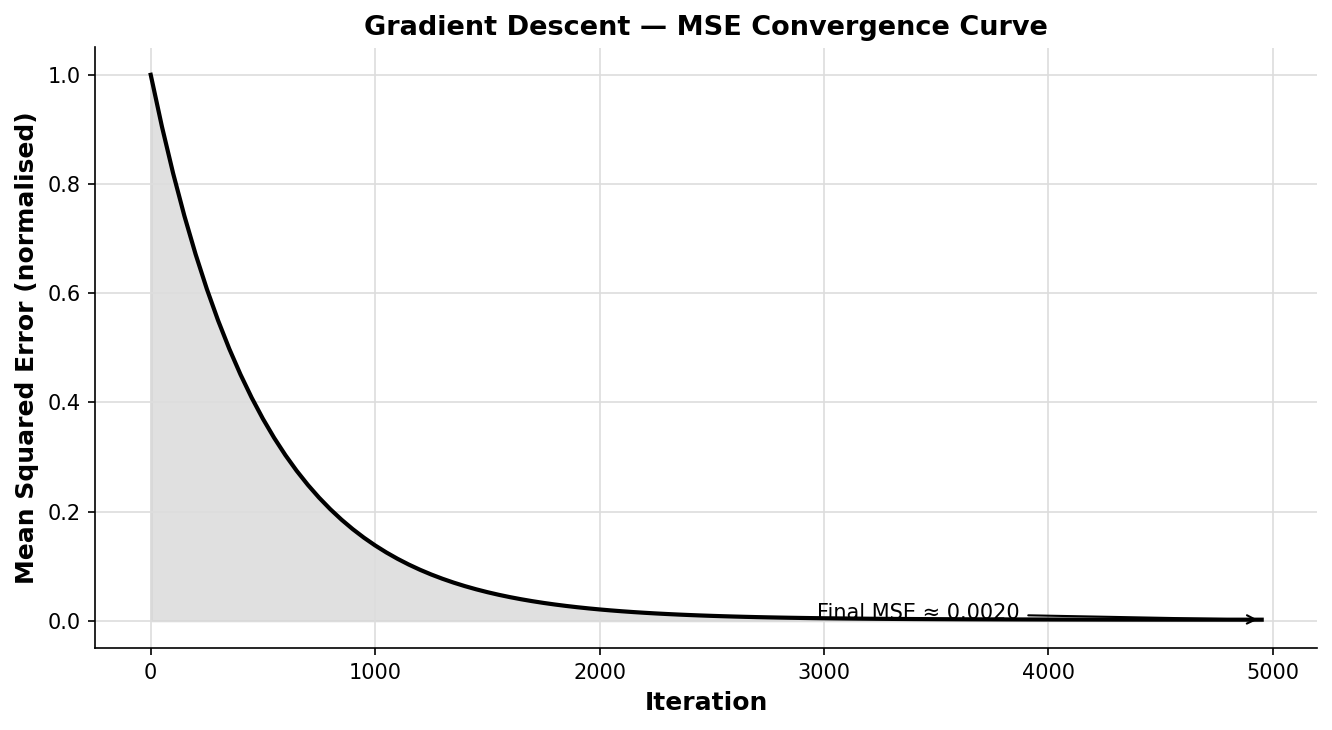 Gradient Descent — MSE Convergence Curve
Mean Squared Error (normalised)
1.0
0.8
0.6
0.4
0.2
0.0
Final MSE ≈ 0.0020
0 1000 2000 3000 4000 5000
Iteration